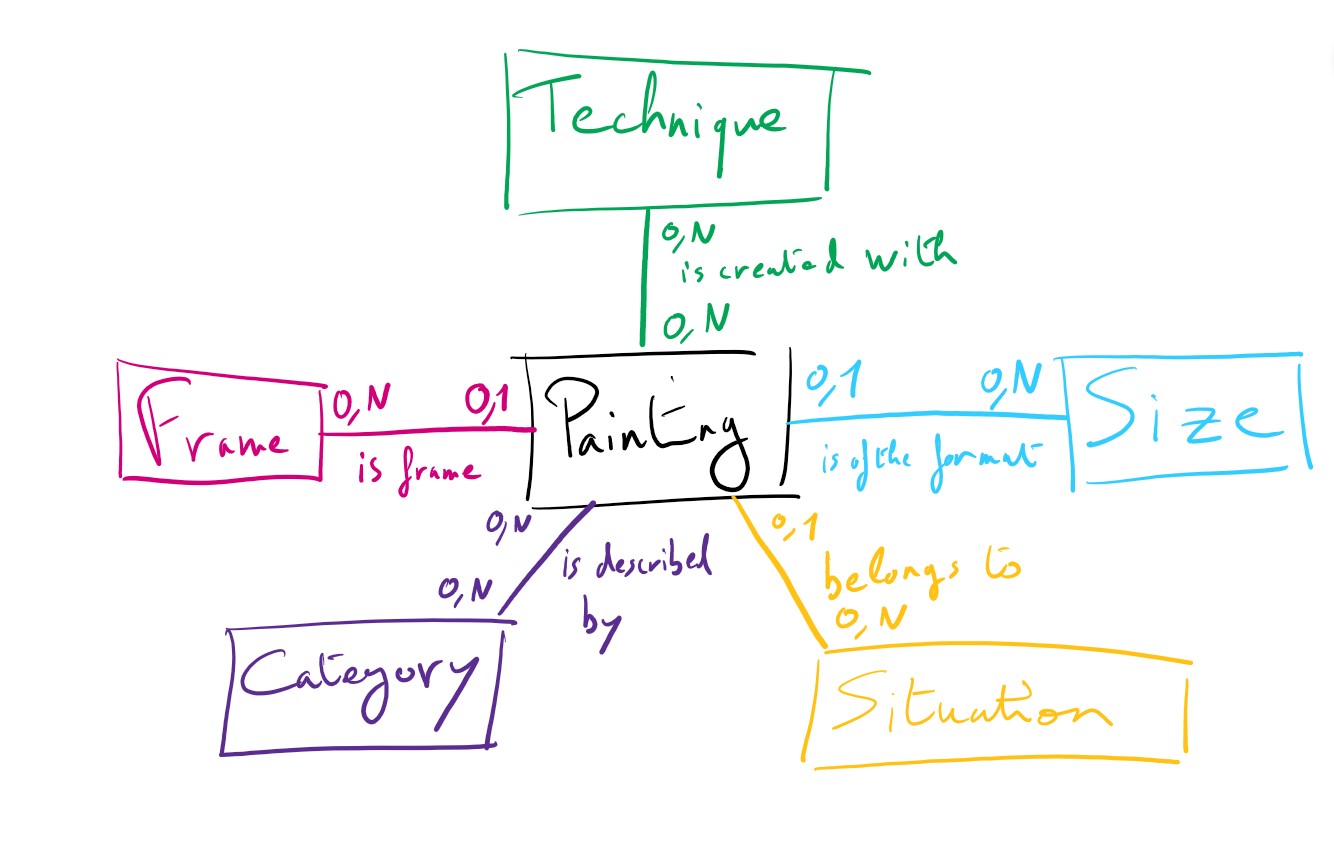 Technique
0,N
is created with
0,N
Frame
0,N
0,1
is frame
Painting
0,1
0,N
is of the format
Size
0,N
is described
by
0,N
Category
0,1
belongs to
0,N
Situation